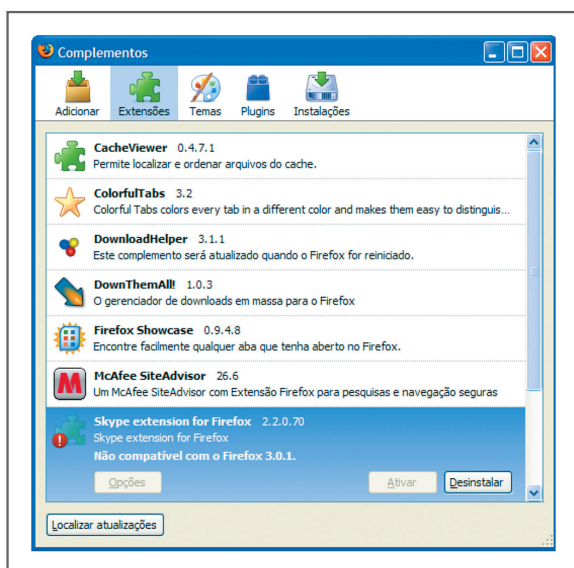 Complementos
Adicionar Extensões Temas Plugins Instalações
CacheViewer 0.4.7.1
Permite localizar e ordenar arquivos do cache.
ColorfulTabs 3.2
Colorful Tabs colors every tab in a different color and makes them easy to distinguis...
DownloadHelper 3.1.1
Este complemento será atualizado quando o Firefox for reiniciado.
DownThemAll! 1.0.3
O gerenciador de downloads em massa para o Firefox
Firefox Showcase 0.9.4.8
Encontre facilmente qualquer aba que tenha aberto no Firefox.
McAfee SiteAdvisor 26.6
Um McAfee SiteAdvisor com Extensão Firefox para pesquisas e navegação seguras
Skype extension for Firefox 2.2.0.70
Skype extension for Firefox
Não compatível com o Firefox 3.0.1.
Opções Ativar Desinstalar
Localizar atualizações